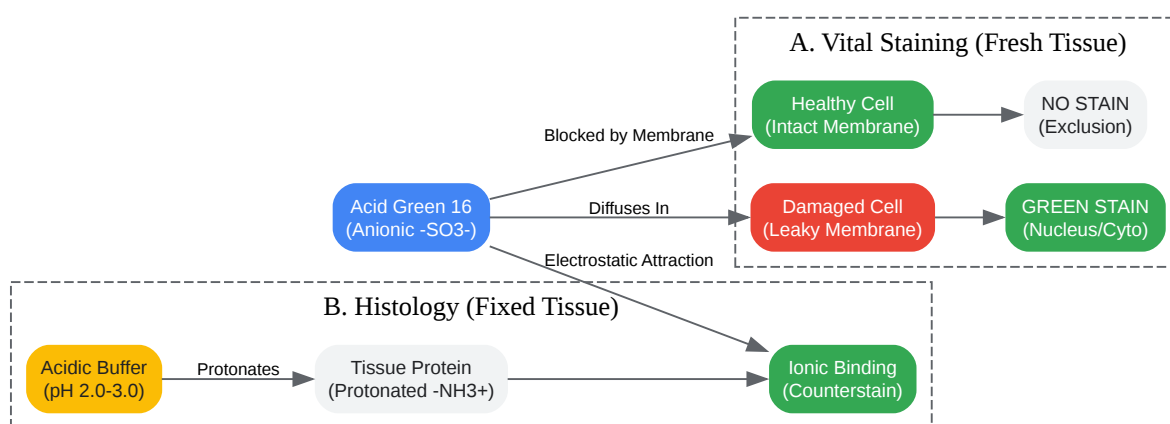 A. Vital Staining (Fresh Tissue)
Healthy Cell
(Intact Membrane)
NO STAIN
(Exclusion)
Blocked by Membrane
Acid Green 16
(Anionic -SO3-)
Diffuses In
Damaged Cell
(Leaky Membrane)
GREEN STAIN
(Nucleus/Cyto)
Electrostatic Attraction
B. Histology (Fixed Tissue)
Acidic Buffer
(pH 2.0-3.0)
Protonates
Tissue Protein
(Protonated -NH3+)
Ionic Binding
(Counterstain)